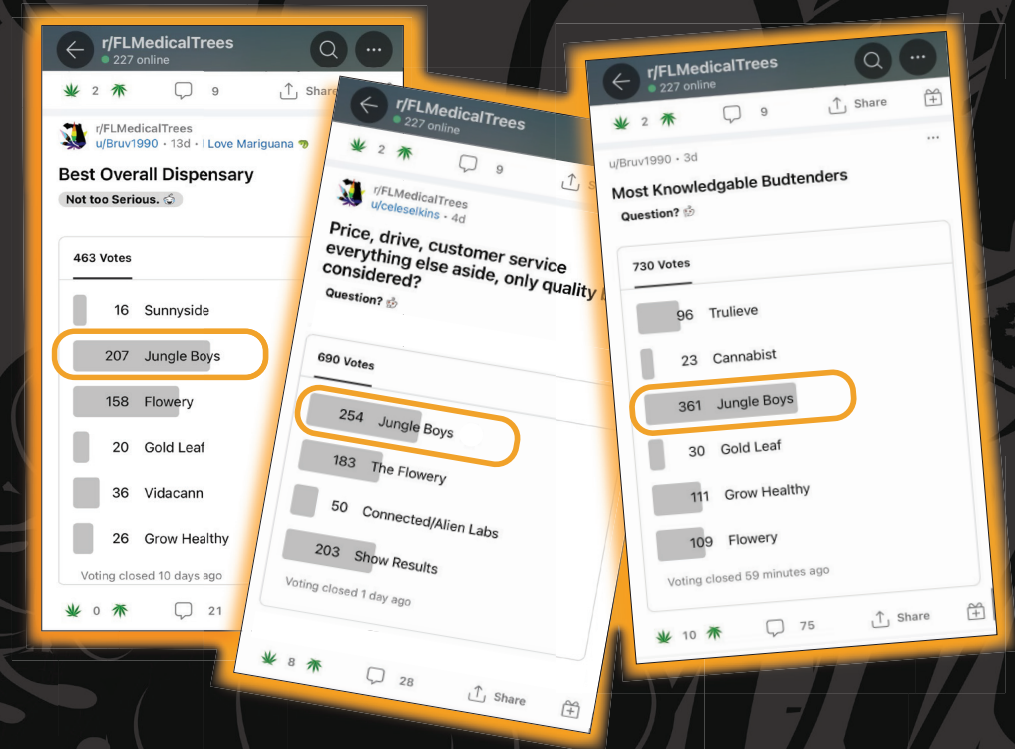 r/FLMedicalTrees
227 online
2
9
Share
r/FLMedicalTrees
u/Bruv1990 • 13d • I Love Mariguana
Best Overall Dispensary
Not too Serious.
463 Votes
16 Sunnyside
207 Jungle Boys
158 Flowery
20 Gold Leaf
36 Vidacann
26 Grow Healthy
Voting closed 10 days ago
0
21
r/FLMedicalTrees
227 online
2
9
S
r/FLMedicalTrees
u/celeselkins • 4d
Price, drive, customer service
everything else aside, only quality
considered?
Question?
690 Votes
254 Jungle Boys
183 The Flowery
50 Connected/Alien Labs
203 Show Results
Voting closed 1 day ago
8
28
Share
r/FLMedicalTrees
227 online
2
9
Share
u/Bruv1990 • 3d
Most Knowledgable Budtenders
Question?
730 Votes
96 Trulieve
23 Cannabist
361 Jungle Boys
30 Gold Leaf
111 Grow Healthy
109 Flowery
Voting closed 59 minutes ago
10
75
Share